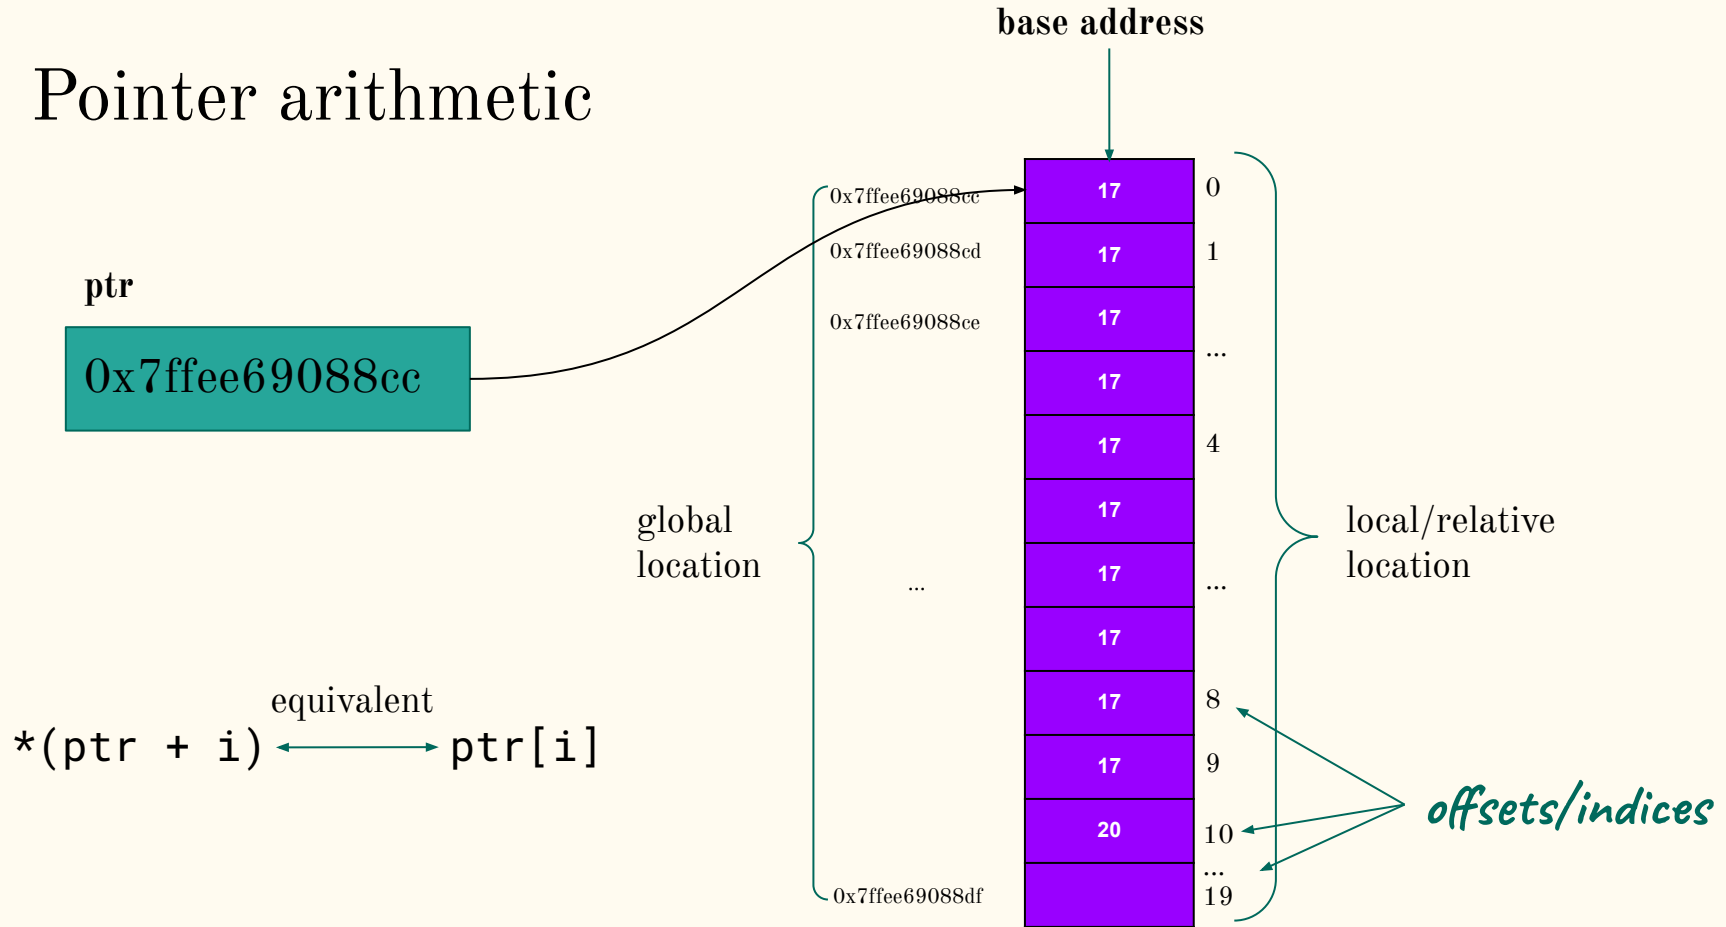 base address
Pointer arithmetic
ptr
0x7ffee69088cc
0x7ffee69088cc
0x7ffee69088cd
0x7ffee69088ce
...
0x7ffee69088df
global
location
17
17
17
17
17
17
17
17
17
17
20
0
1
...
4
...
8
9
10
...
19
local/relative
location
equivalent
*(ptr + i)
ptr[i]
offsets/indices